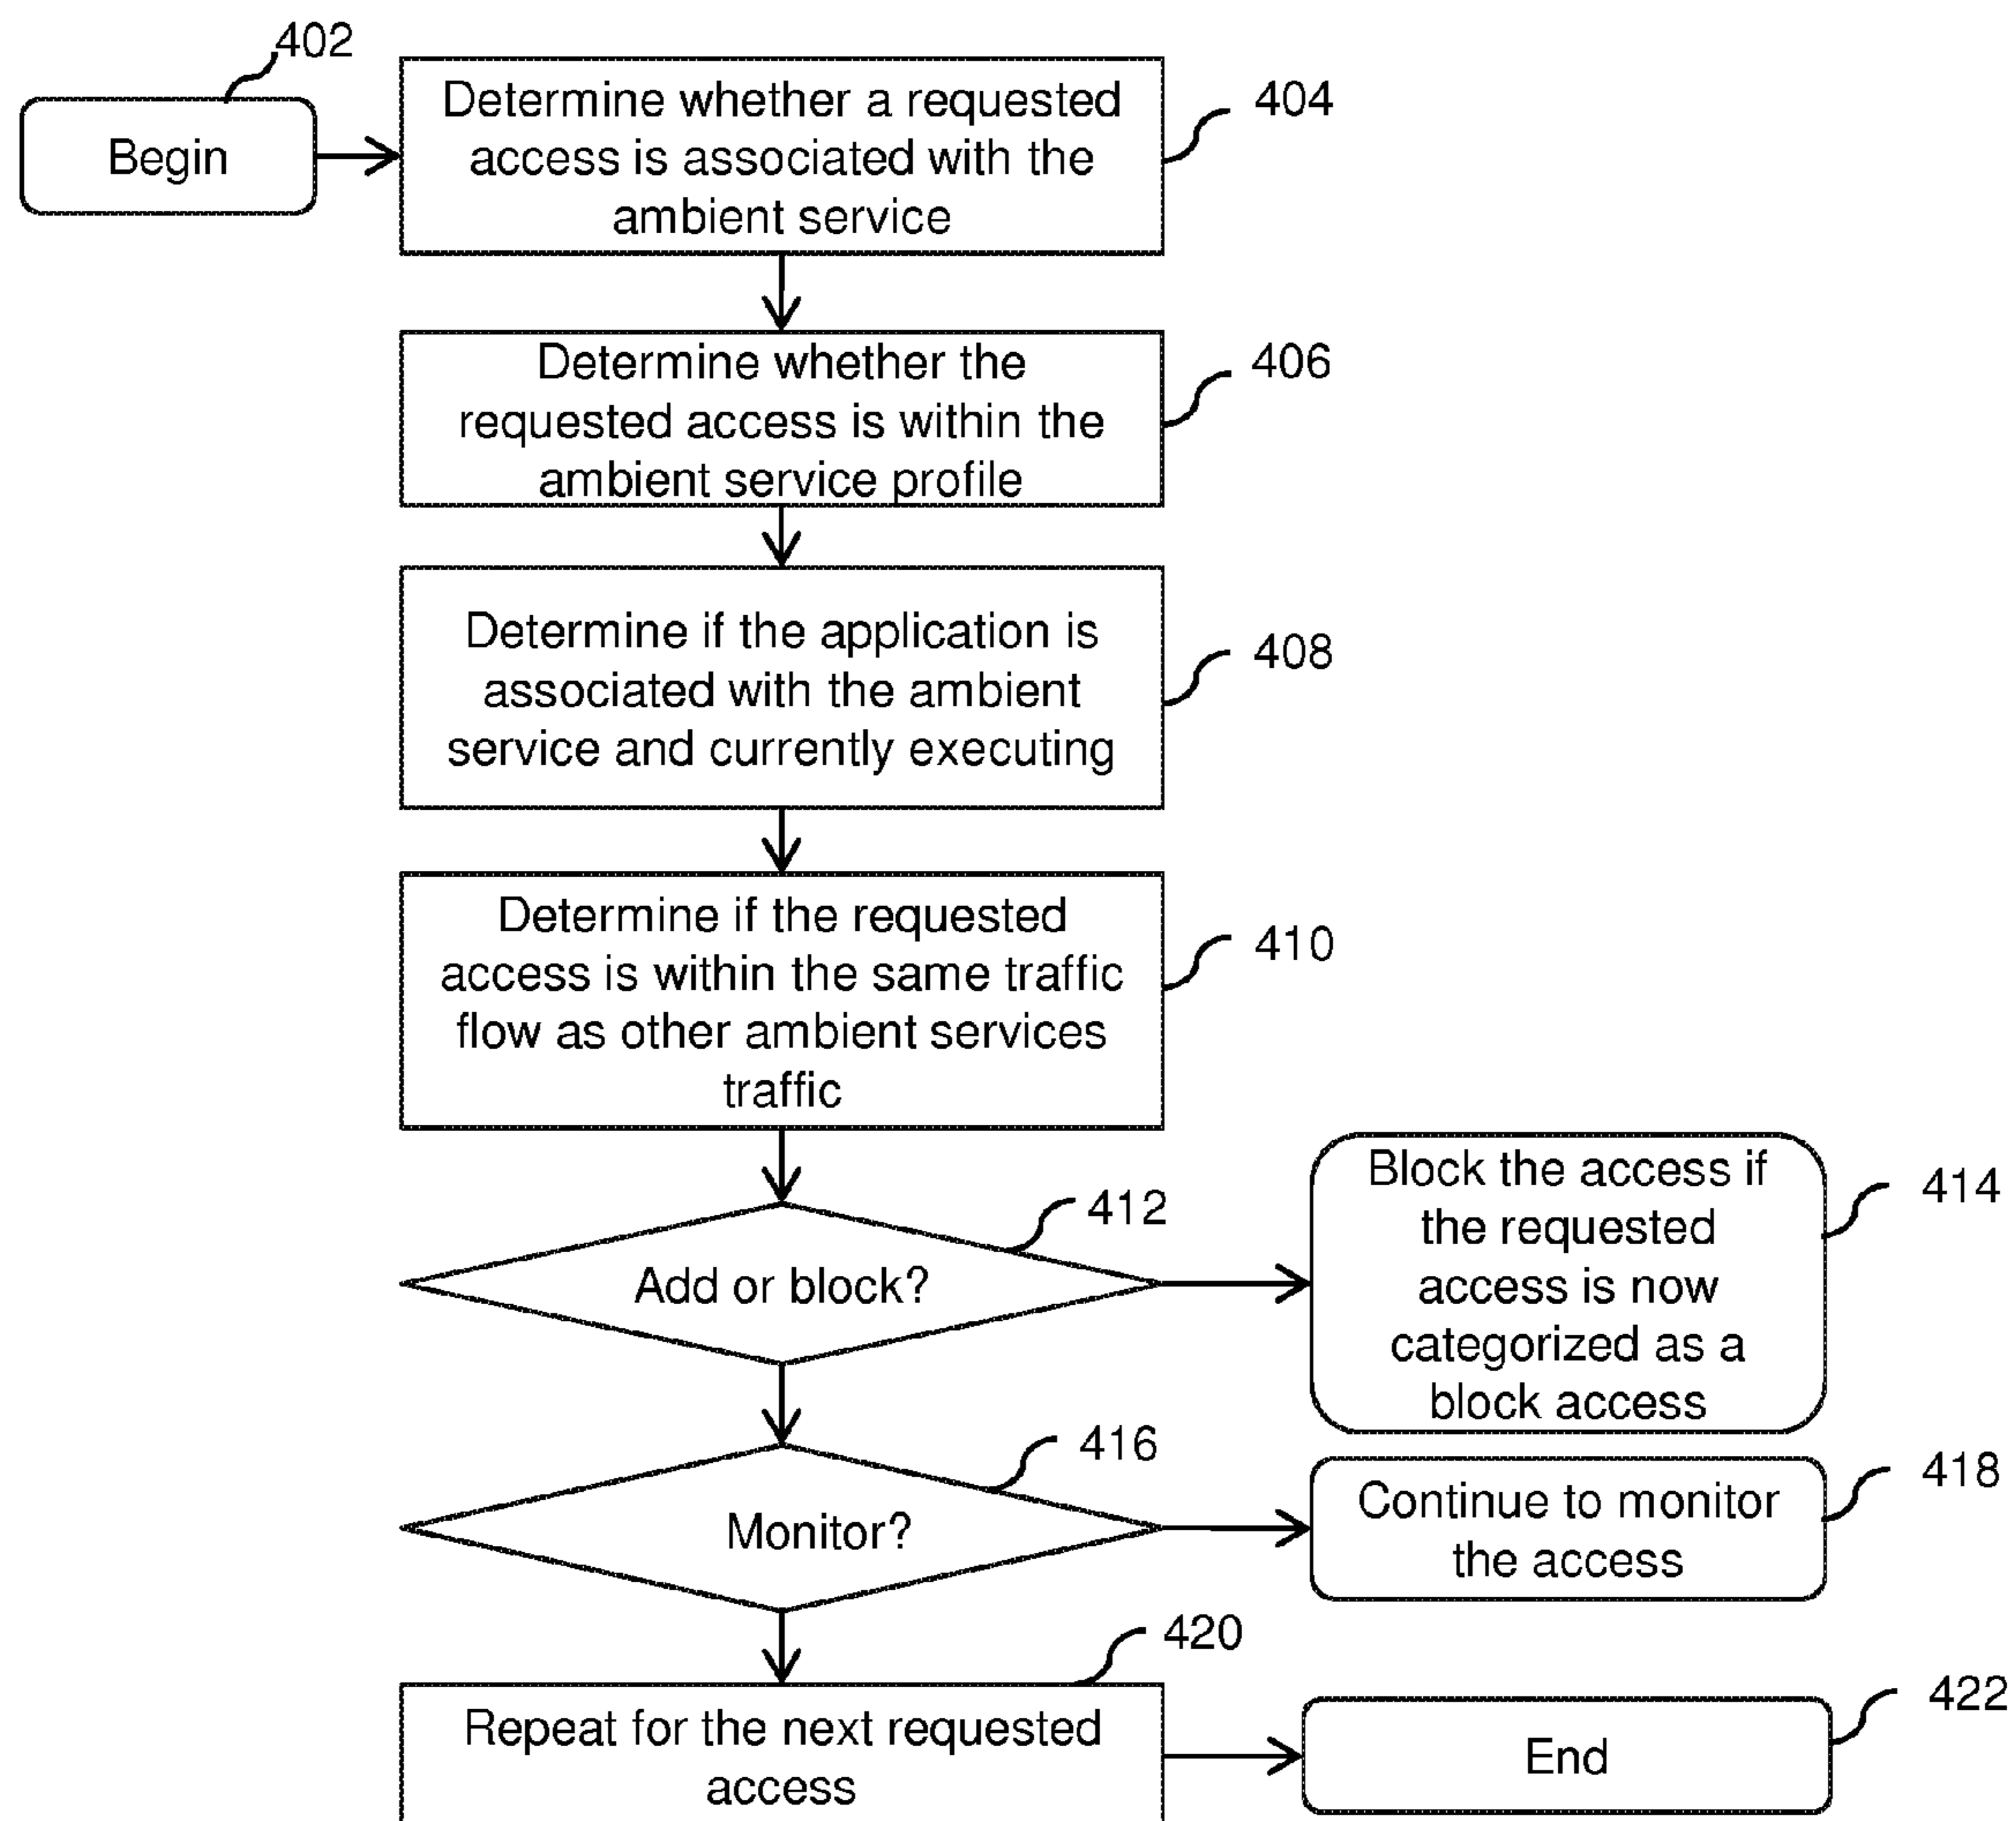 402
Begin
Determine whether a requested
access is associated with the
ambient service
404
Determine whether the
requested access is within the
ambient service profile
406
Determine if the application is
associated with the ambient
service and currently executing
408
Determine if the requested
access is within the same traffic
flow as other ambient services
traffic
410
Add or block?
412
Block the access if
the requested
access is now
categorized as a
block access
414
Monitor?
416
Continue to monitor
the access
418
Repeat for the next requested
access
420
End
422